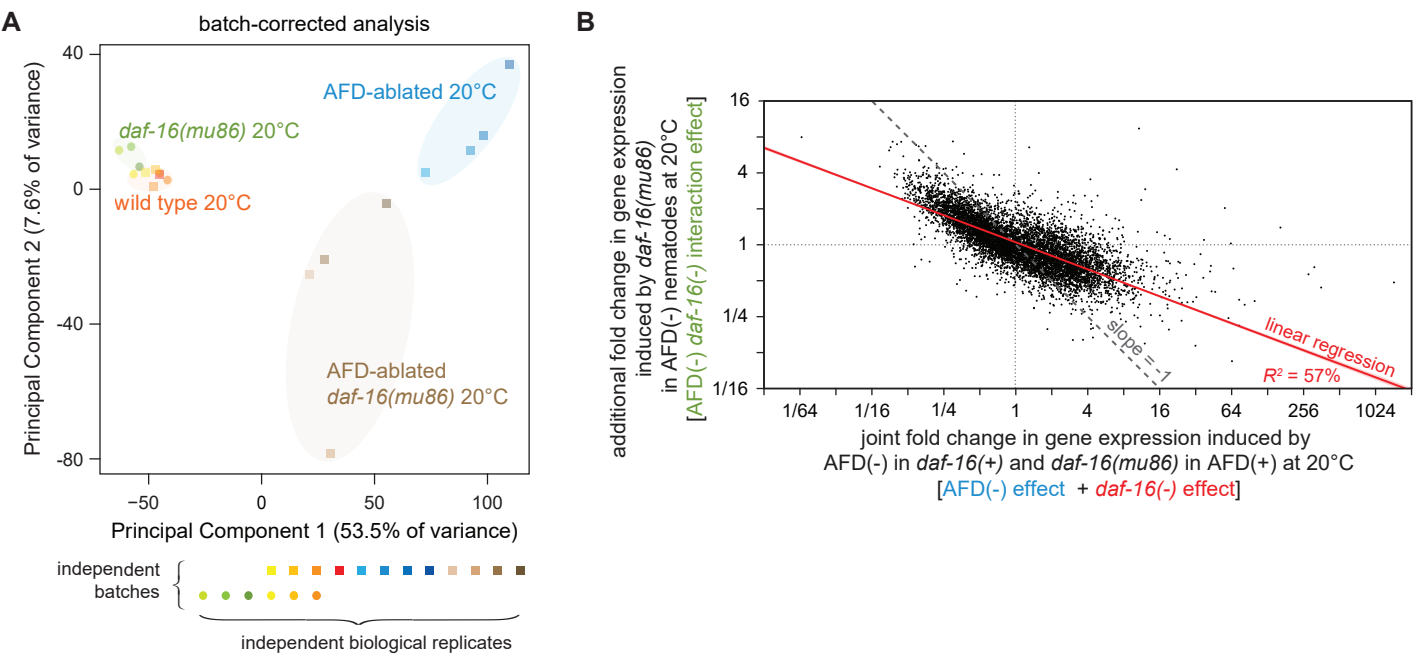 A
batch-corrected analysis
Principal Component 2 (7.6% of variance)
40
0
-40
-80
AFD-ablated 20°C
daf-16(mu86) 20°C
wild type 20°C
AFD-ablated
daf-16(mu86) 20°C
−50
0
50
100
Principal Component 1 (53.5% of variance)
independent
batches
independent biological replicates
B
additional fold change in gene expression
induced by daf-16(mu86)
in AFD(-) nematodes at 20°C
[AFD(-) daf-16(-) interaction effect]
16
4
1
1/4
1/16
slope = -1
linear regression
R² = 57%
1/64
1/16
1/4
1
4
16
64
256
1024
joint fold change in gene expression induced by
AFD(-) in daf-16(+) and daf-16(mu86) in AFD(+) at 20°C
[AFD(-) effect + daf-16(-) effect]